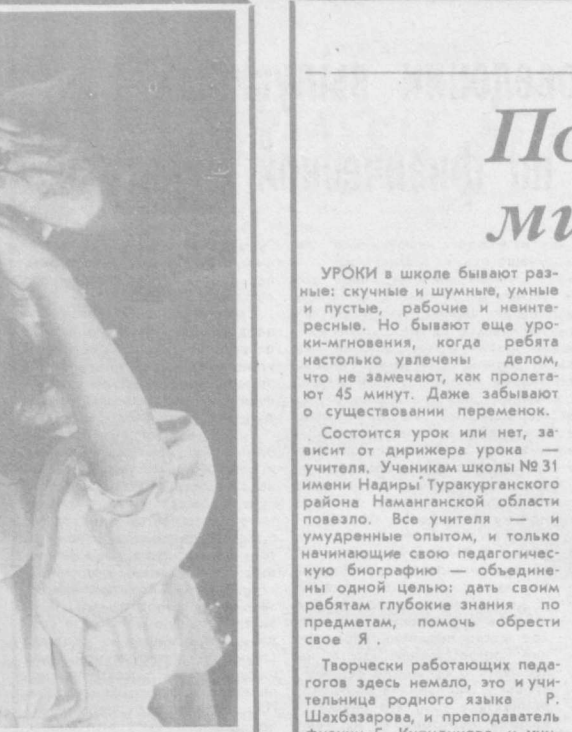 По
ми
УРОКИ в школе бывают раз-
ные: скучные и шумные, умные
и пустые, рабочие и неинте-
ресные. Но бывают еще уро-
ки-мгновения, когда ребята
настолько увлечены делом,
что не замечают, как пролета-
ют 45 минут. Даже забывают
о существовании переменок.
Состоится урок или нет, за-
висит от дирижера урока —
учителя. Ученикам школы № 31
имени Надиры Туракурганского
района Наманганской области
повезло. Все учителя — и
умудренные опытом, и только
начинающие свою педагогичес-
кую биографию — объедине-
ны одной целью: дать своим
ребятам глубокие знания по
предметам, помочь обрести
свое Я .
Творчески работающих педа-
гогов здесь немало, это и учи-
тельница родного языка Р.
Шахбазарова, и преподаватель